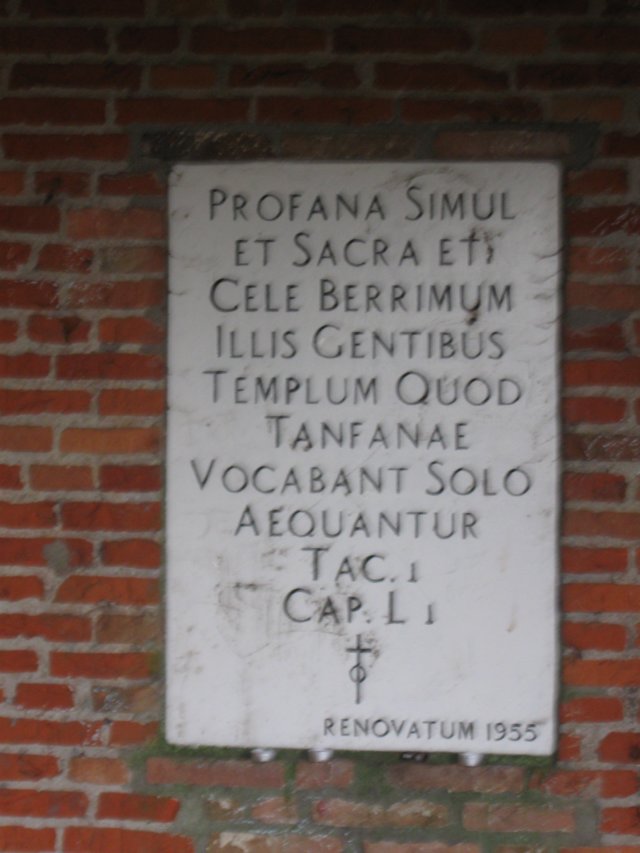 PROFANA SIMUL
ET SACRA ET
CELE BERRIMUM
ILLIS GENTIBUS
TEMPLUM QUOD
TANFANAE
VOCABANT SOLO
AEQUANTUR
TAC. I
CAP. L I
RENOVATUM 1955